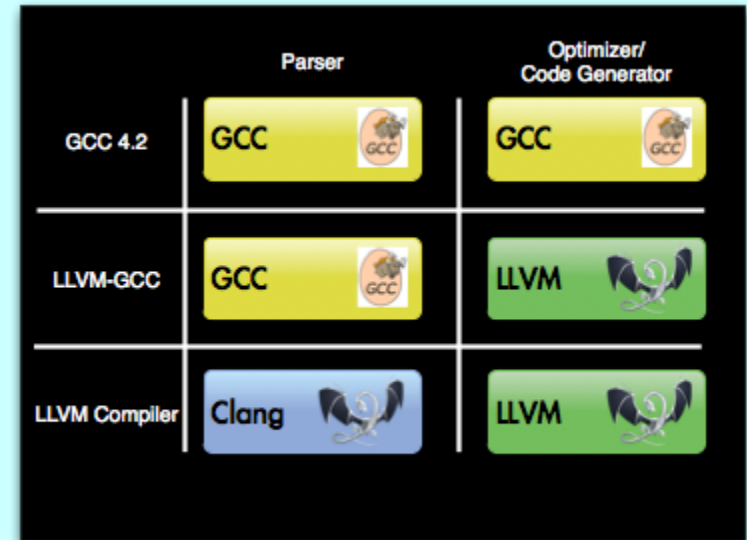 Parser
Optimizer/
Code Generator
GCC 4.2
GCC
GCC
GCC
GCC
LLVM-GCC
GCC
GCC
LLVM
LLVM Compiler
Clang
LLVM